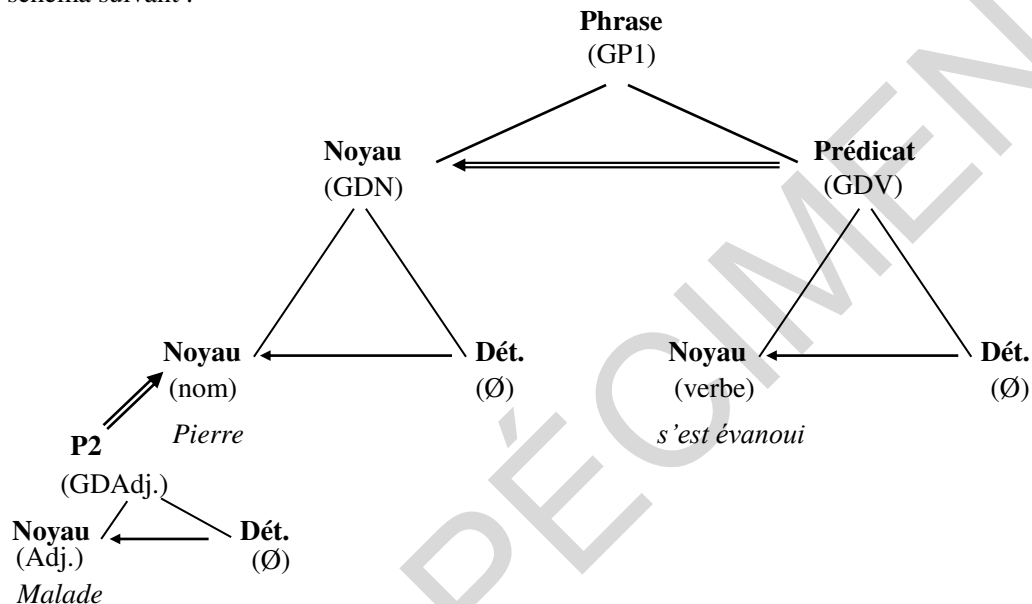 schéma suivant :
Phrase
(GP1)
Noyau Prédicat
(GDN) (GDV)
Noyau Dét. Noyau Dét.
(nom) (Ø) (verbe) (Ø)
P2 Pierre s'est évanoui
(GDAdj.)
Noyau Dét.
(Adj.) (Ø)
Malade
PÉCIMEN